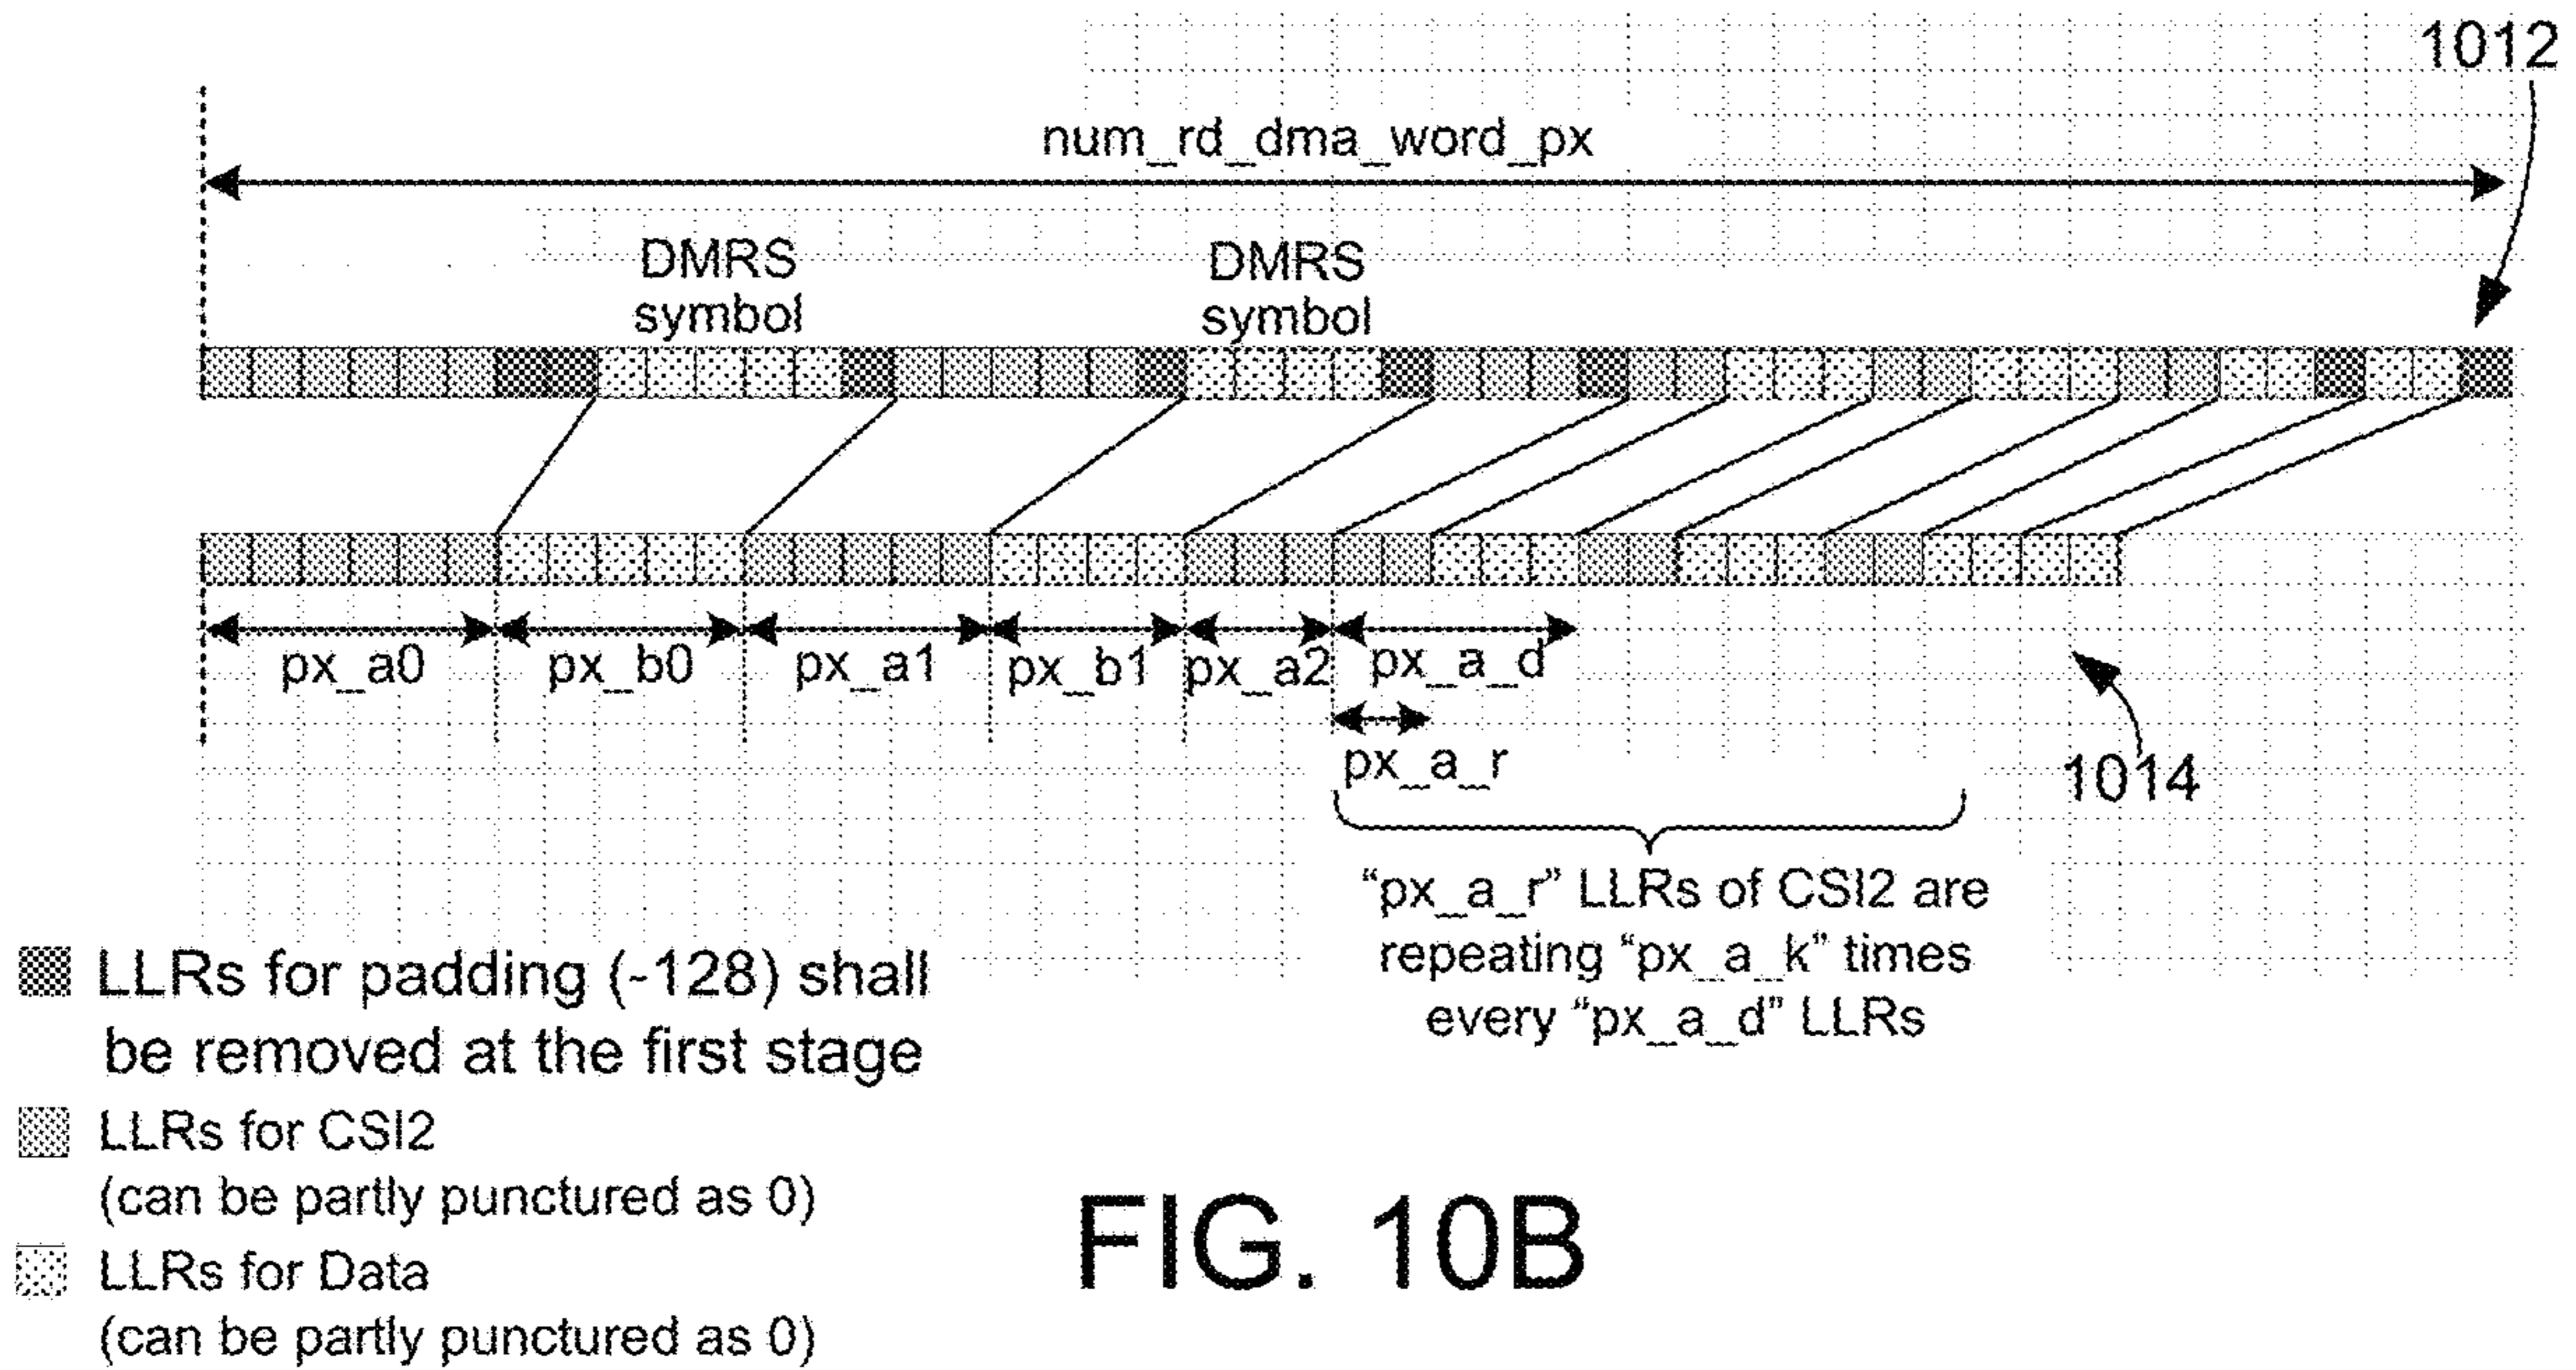 1012
num_rd_dma_word_px
DMRS
symbol
DMRS
symbol
px_a0
px_b0
px_a1
px_b1
px_a2
px_a_d
px_a_r
1014
“px_a_r” LLRs of CSI2 are
repeating “px_a_k” times
every “px_a_d” LLRs
LLRs for padding (-128) shall
be removed at the first stage
LLRs for CSI2
(can be partly punctured as 0)
LLRs for Data
(can be partly punctured as 0)
FIG. 10B